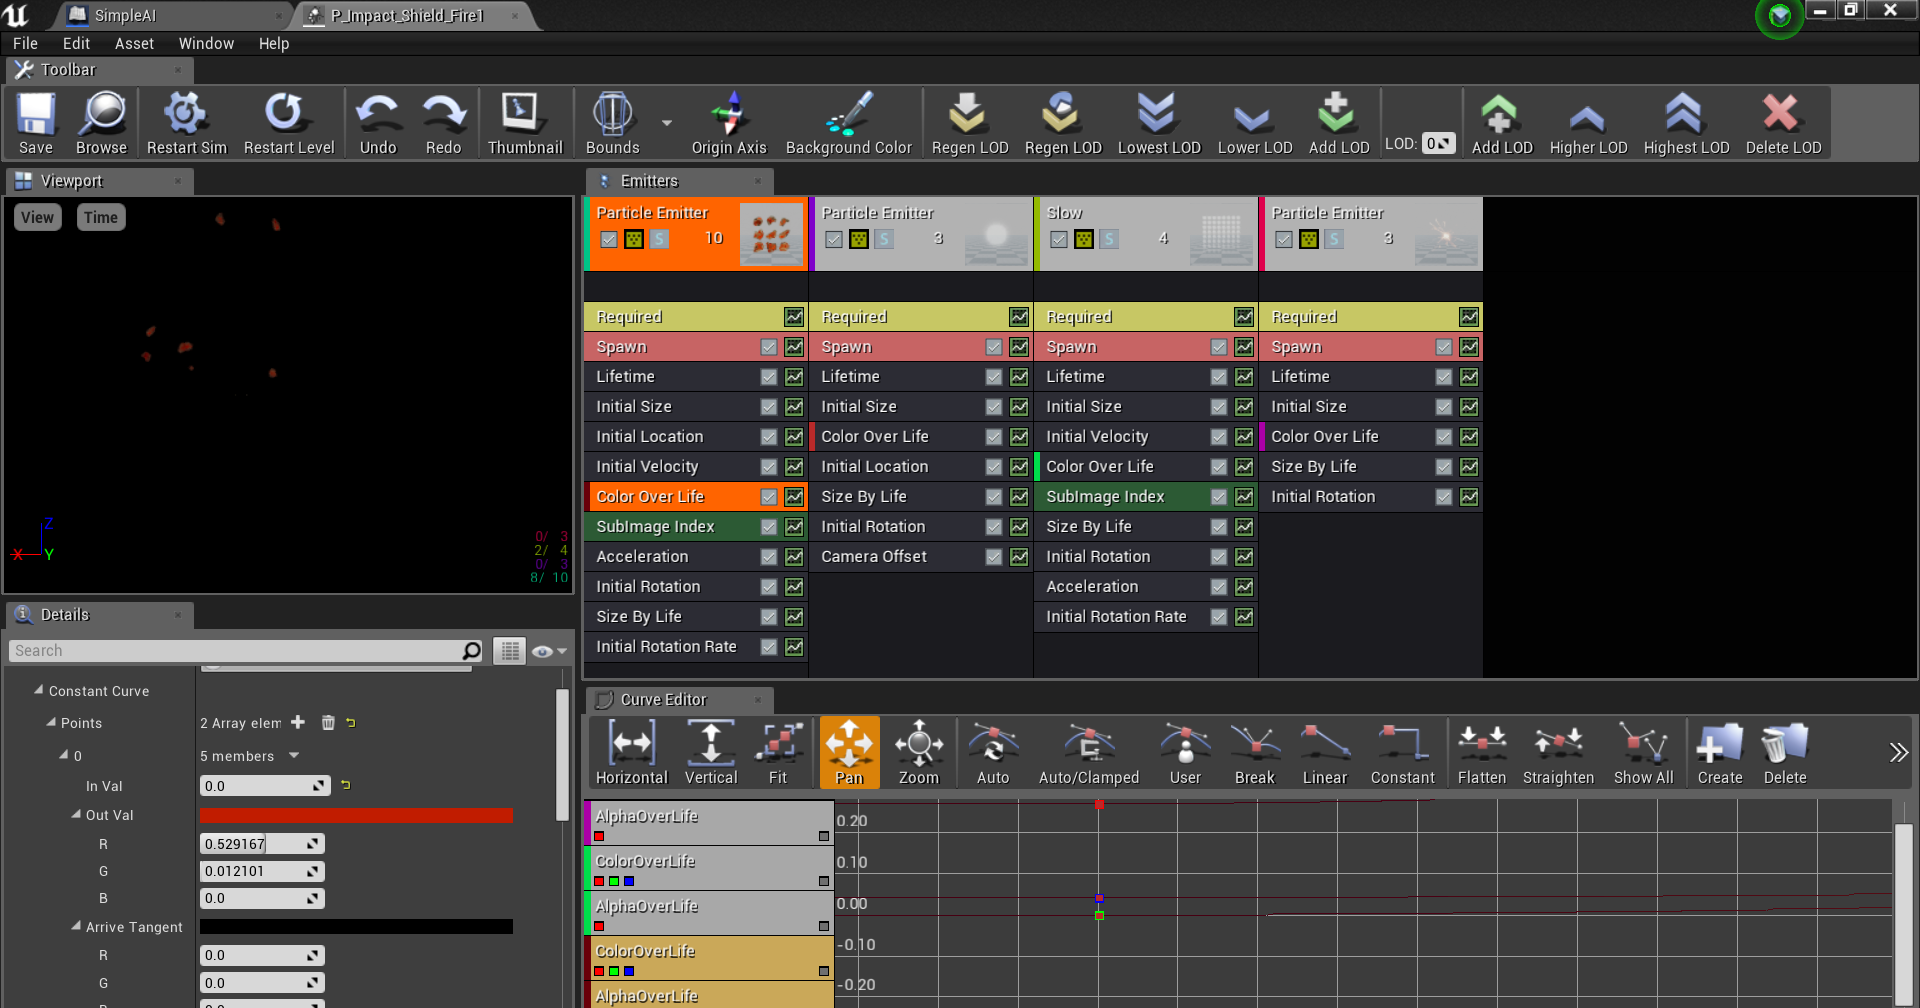 SimpleAI
P_Impact_Shield_Fire1
File Edit Asset Window Help
Toolbar
Save Browse Restart Sim Restart Level Undo Redo Thumbnail Bounds Origin Axis Background Color Regen LOD Regen LOD Lowest LOD Lower LOD Add LOD LOD: 0 Add LOD Higher LOD Highest LOD Delete LOD
Viewport
View Time
Z
X Y
0/ 3
2/ 4
0/ 3
8/ 10
Emitters
Particle Emitter
S 10
Required
Spawn
Lifetime
Initial Size
Initial Location
Initial Velocity
Color Over Life
SubImage Index
Acceleration
Initial Rotation
Size By Life
Initial Rotation Rate
Particle Emitter
S 3
Required
Spawn
Lifetime
Initial Size
Color Over Life
Initial Location
Size By Life
Initial Rotation
Camera Offset
Slow
S 4
Required
Spawn
Lifetime
Initial Size
Initial Velocity
Color Over Life
SubImage Index
Size By Life
Initial Rotation
Acceleration
Initial Rotation Rate
Particle Emitter
S 3
Required
Spawn
Lifetime
Initial Size
Color Over Life
Size By Life
Initial Rotation
Details
Search
Constant Curve
Points 2 Array elem
0 5 members
In Val 0.0
Out Val
R 0.529167
G 0.012101
B 0.0
Arrive Tangent
R 0.0
G 0.0
Curve Editor
Horizontal Vertical Fit Pan Zoom Auto Auto/Clamped User Break Linear Constant Flatten Straighten Show All Create Delete
AlphaOverLife
ColorOverLife
AlphaOverLife
ColorOverLife
AlphaOverLife
0.20
0.10
0.00
-0.10
-0.20